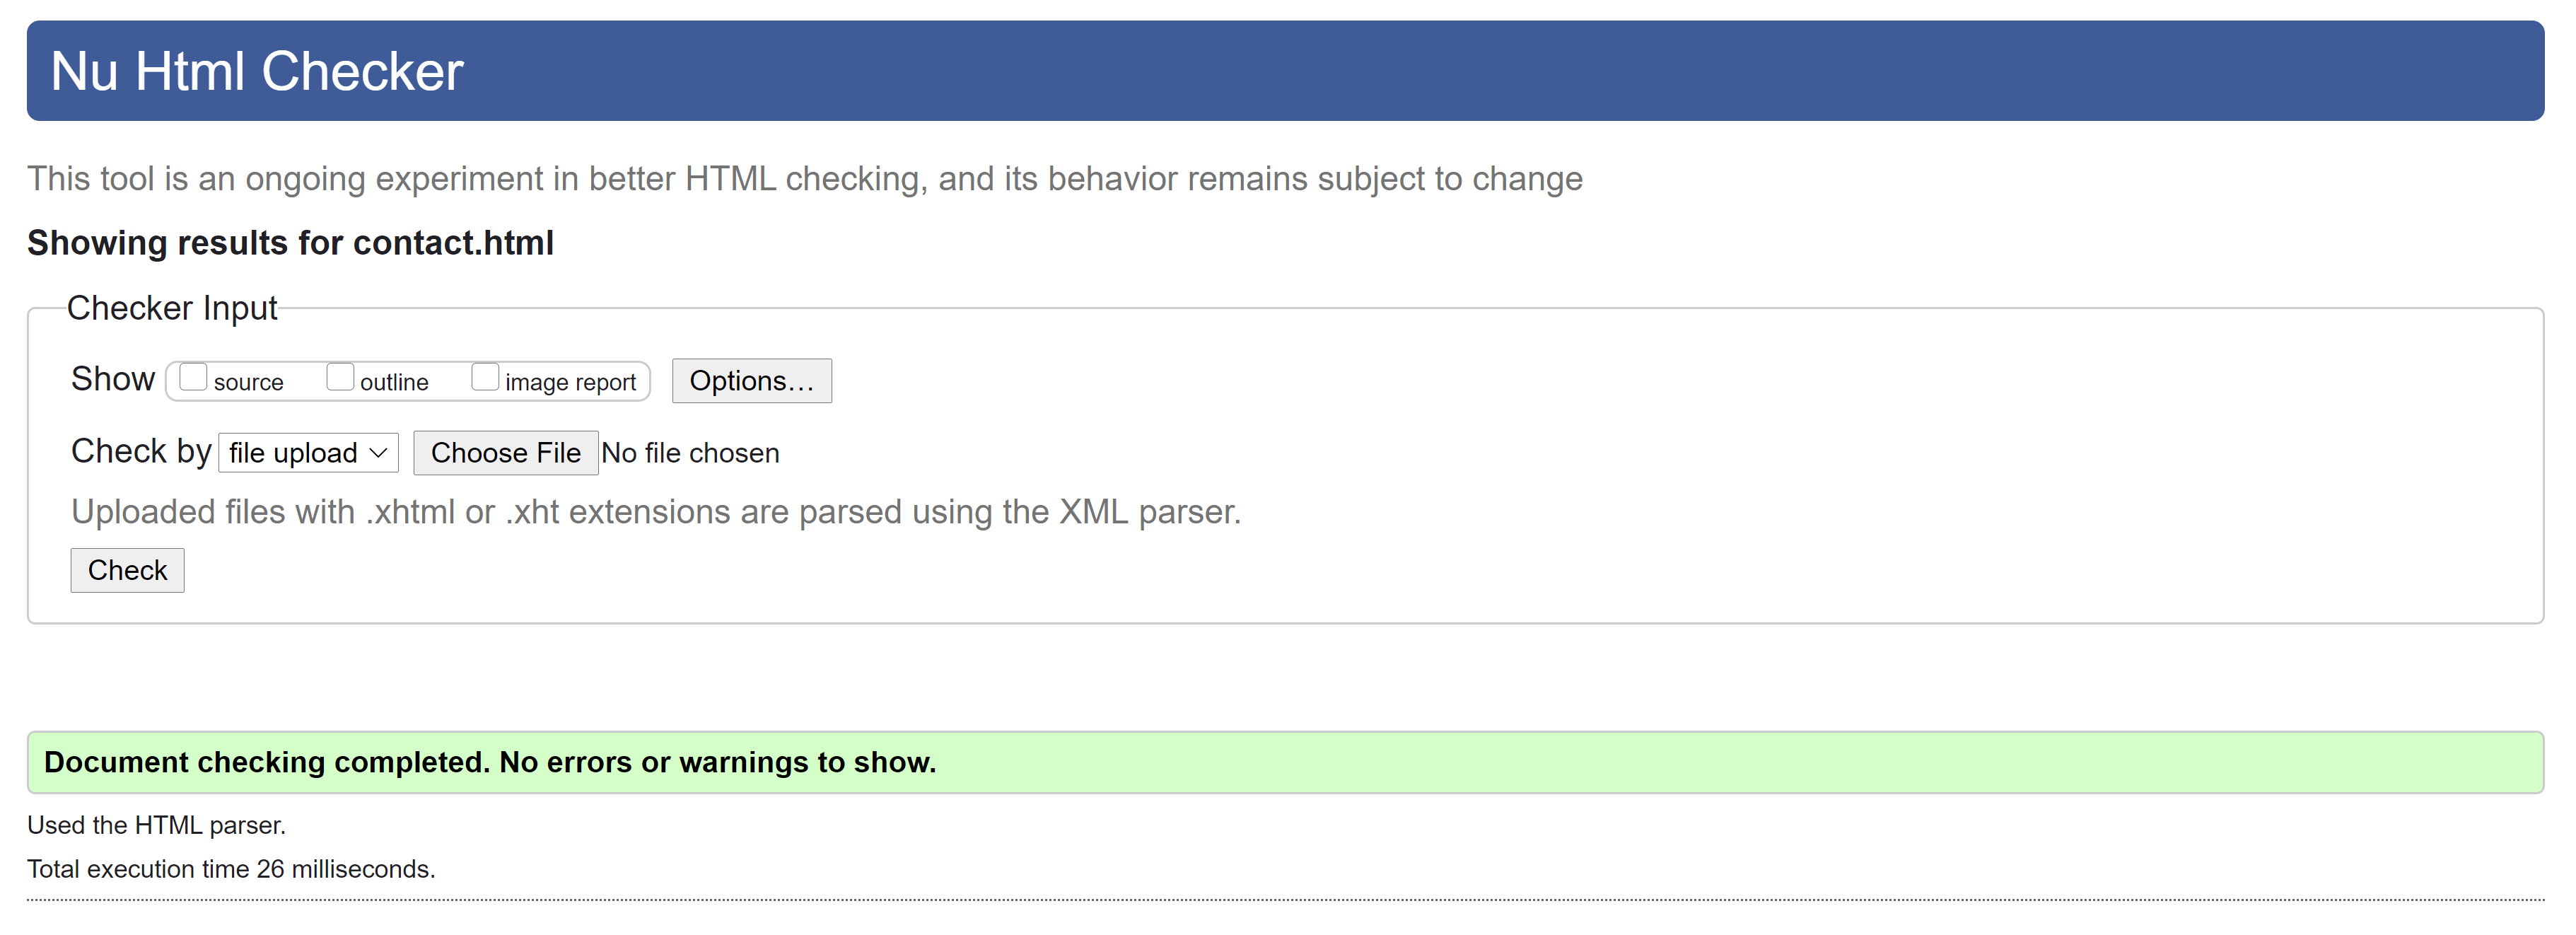 Nu Html Checker
This tool is an ongoing experiment in better HTML checking, and its behavior remains subject to change
Showing results for contact.html
Checker Input
Show source outline image report Options…
Check by file upload Choose File No file chosen
Uploaded files with .xhtml or .xht extensions are parsed using the XML parser.
Check
Document checking completed. No errors or warnings to show.
Used the HTML parser.
Total execution time 26 milliseconds.